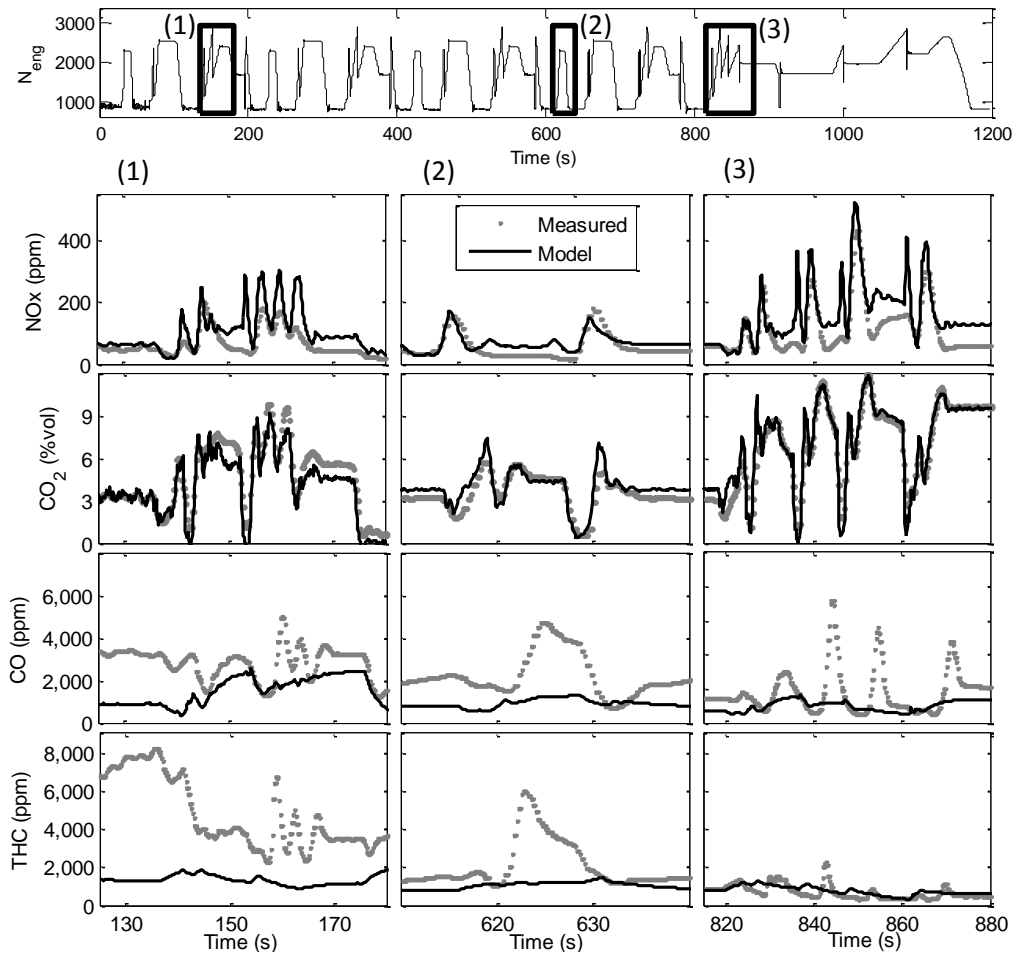 (1)
(2)
(3)
N_eng
3000
2000
1000
0 200 400 600 800 1000 1200
Time (s)
(1)
(2)
(3)
Measured
Model
NOx (ppm)
400
200
0
CO₂ (%vol)
9
6
3
0
CO (ppm)
6,000
4,000
2,000
0
THC (ppm)
8,000
6,000
4,000
2,000
0
130 150 170
Time (s)
620 630
Time (s)
820 840 860 880
Time (s)